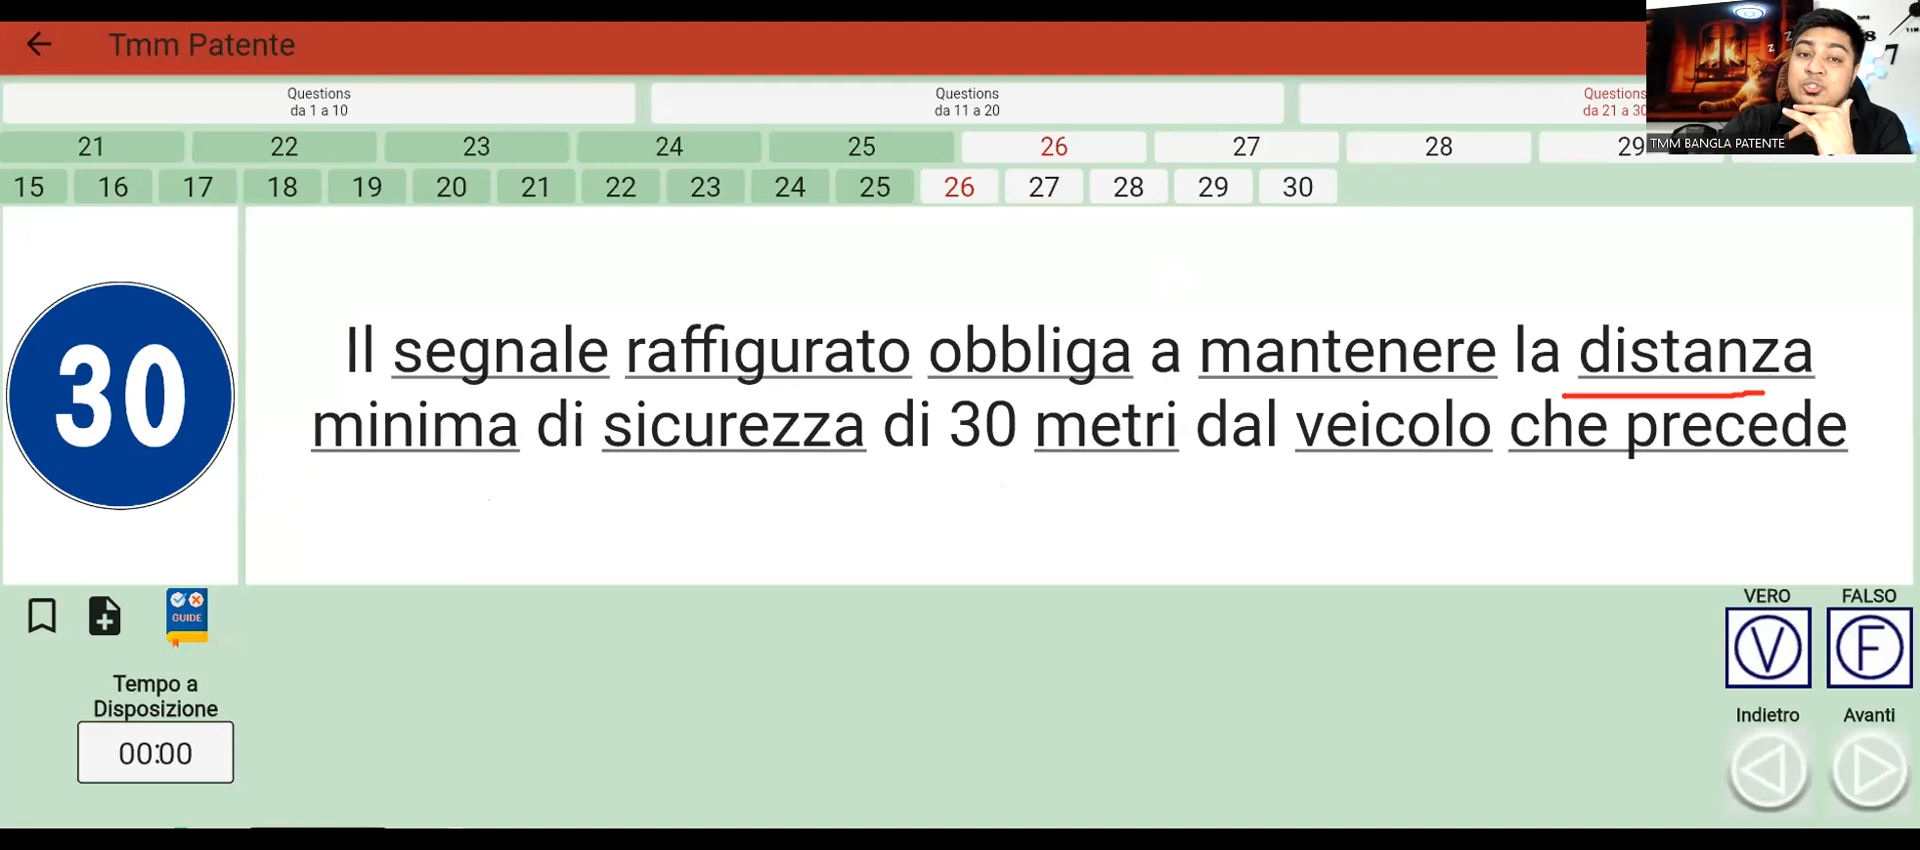 Tmm Patente
Questions
da 1 a 10
Questions
da 11 a 20
Questions
da 21 a 30
21 22 23 24 25 26 27 28 29
15 16 17 18 19 20 21 22 23 24 25 26 27 28 29 30
TMM BANGLA PATENTE
30
Il segnale raffigurato obbliga a mantenere la distanza
minima di sicurezza di 30 metri dal veicolo che precede
GUIDE
VERO FALSO
V F
Tempo a
Disposizione
00:00
Indietro Avanti